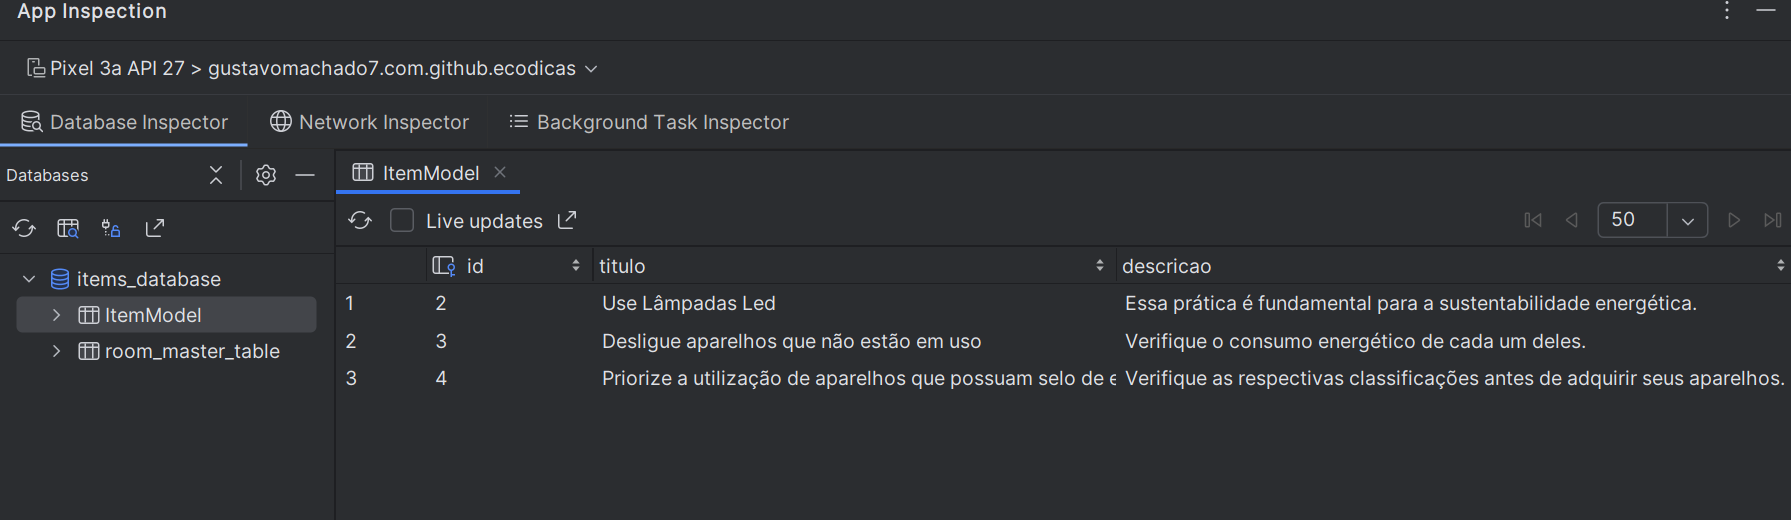 App Inspection
Pixel 3a API 27 > gustavomachado7.com.github.ecodicas
Database Inspector Network Inspector Background Task Inspector
Databases
items_database
ItemModel
room_master_table
ItemModel
Live updates 50
id titulo descricao
1 2 Use Lâmpadas Led Essa prática é fundamental para a sustentabilidade energética.
2 3 Desligue aparelhos que não estão em uso Verifique o consumo energético de cada um deles.
3 4 Priorize a utilização de aparelhos que possuam selo de e Verifique as respectivas classificações antes de adquirir seus aparelhos.